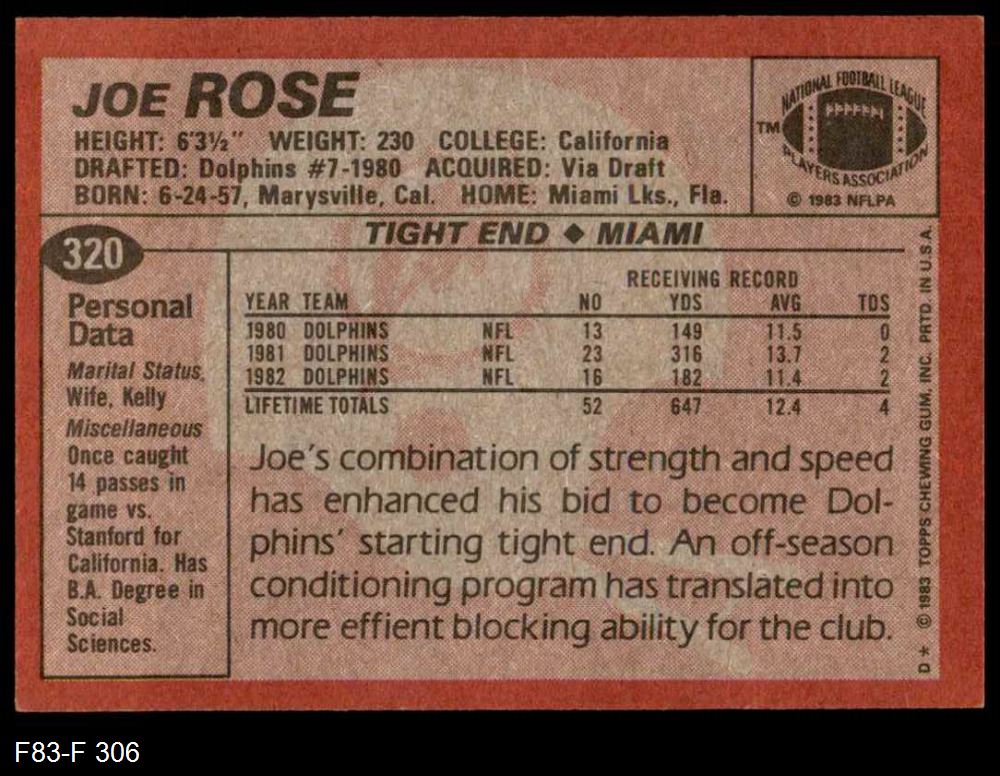 JOE ROSE
HEIGHT: 6'3½" WEIGHT: 230 COLLEGE: California
DRAFTED: Dolphins #7-1980 ACQUIRED: Via Draft
BORN: 6-24-57, Marysville, Cal. HOME: Miami Lks., Fla.
NATIONAL FOOTBALL LEAGUE
TM
PLAYERS ASSOCIATION
© 1983 NFLPA
TIGHT END ◆ MIAMI
320
Personal
Data
Marital Status,
Wife, Kelly
Miscellaneous
Once caught
14 passes in
game vs.
Stanford for
California. Has
B.A. Degree in
Social
Sciences.
RECEIVING RECORD
YEAR TEAM NO YDS AVG TDS
1980 DOLPHINS NFL 13 149 11.5 0
1981 DOLPHINS NFL 23 316 13.7 2
1982 DOLPHINS NFL 16 182 11.4 2
LIFETIME TOTALS 52 647 12.4 4
Joe's combination of strength and speed
has enhanced his bid to become Dol-
phins' starting tight end. An off-season
conditioning program has translated into
more effient blocking ability for the club.
D* © 1983 TOPPS CHEWING GUM, INC. PRTD. IN U.S.A.
F83-F 306